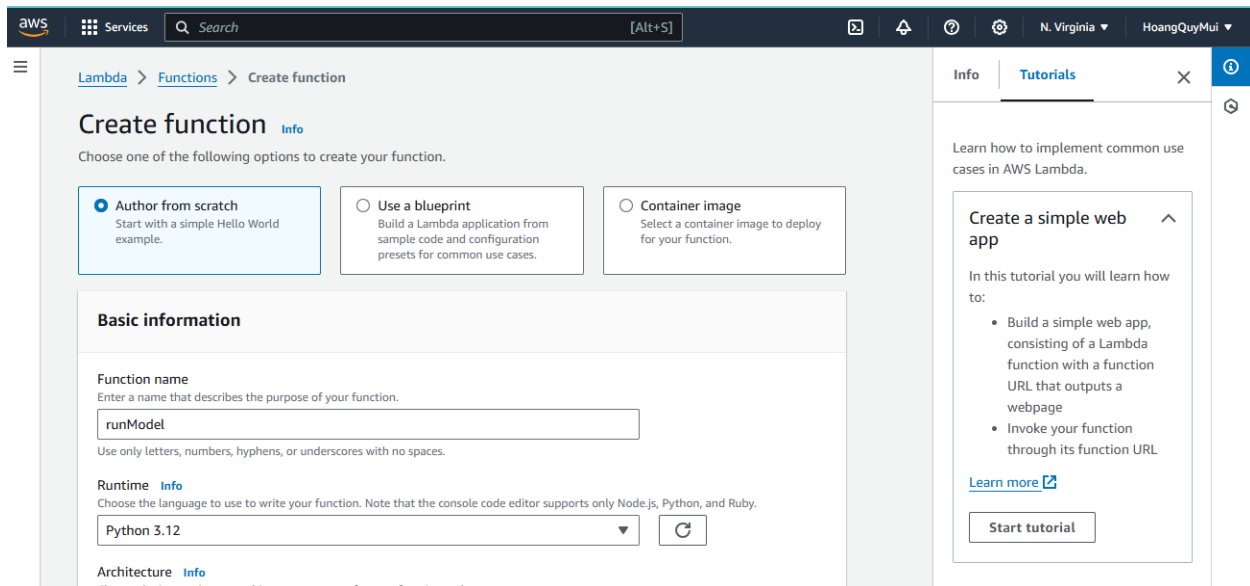 aws
Services
Search
[Alt+S]
N. Virginia
HoangQuyMui
Lambda
Functions
Create function
Create function
Info
Choose one of the following options to create your function.
Author from scratch
Start with a simple Hello World
example.
Use a blueprint
Build a Lambda application from
sample code and configuration
presets for common use cases.
Container image
Select a container image to deploy
for your function.
Basic information
Function name
Enter a name that describes the purpose of your function.
runModel
Use only letters, numbers, hyphens, or underscores with no spaces.
Runtime Info
Choose the language to use to write your function. Note that the console code editor supports only Node.js, Python, and Ruby.
Python 3.12
Architecture Info
Info
Tutorials
Learn how to implement common use
cases in AWS Lambda.
Create a simple web
app
In this tutorial you will learn how
to:
• Build a simple web app,
consisting of a Lambda
function with a function
URL that outputs a
webpage
• Invoke your function
through its function URL
Learn more
Start tutorial